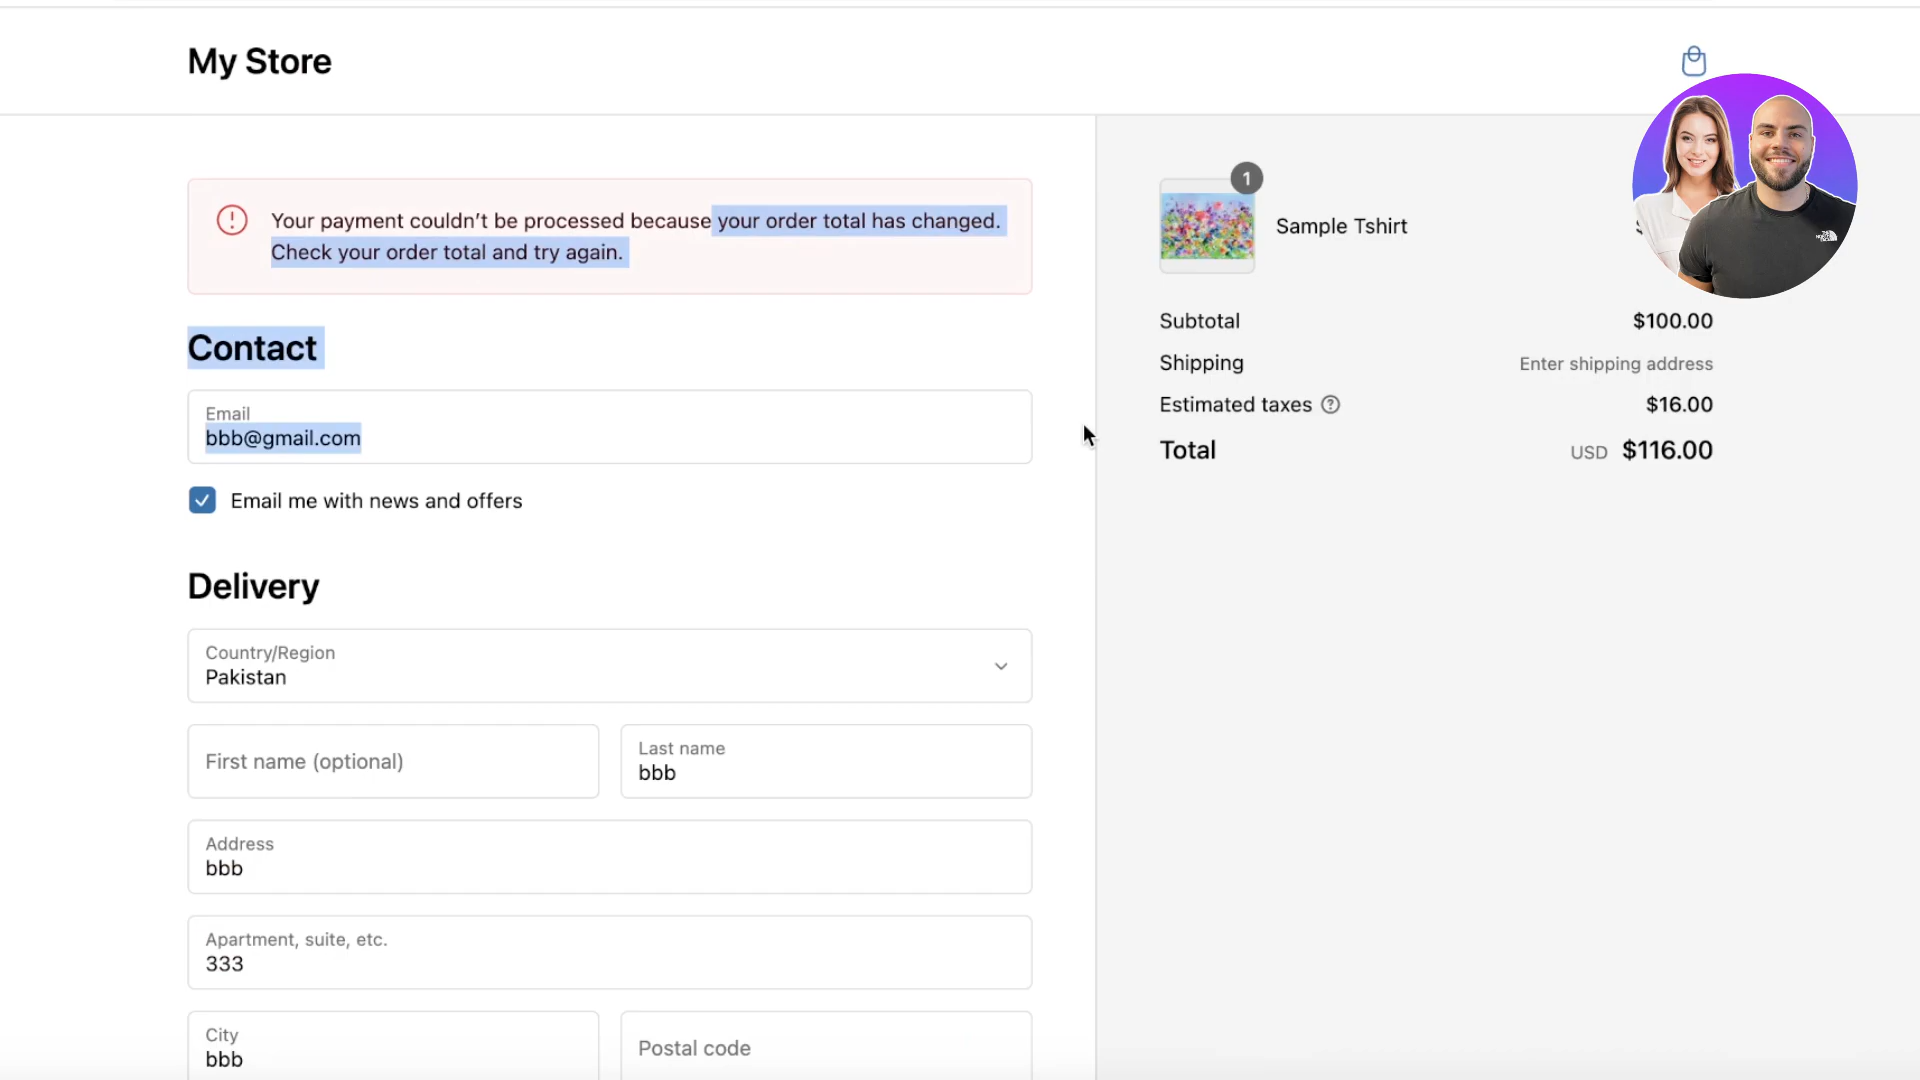 My Store
Your payment couldn't be processed because your order total has changed.
Check your order total and try again.
Contact
Email
bbb@gmail.com
Email me with news and offers
Delivery
Country/Region
Pakistan
First name (optional)
Last name
bbb
Address
bbb
Apartment, suite, etc.
333
City
bbb
Postal code
1
Sample Tshirt
Subtotal $100.00
Shipping Enter shipping address
Estimated taxes $16.00
Total USD $116.00
THE NORTH FACE